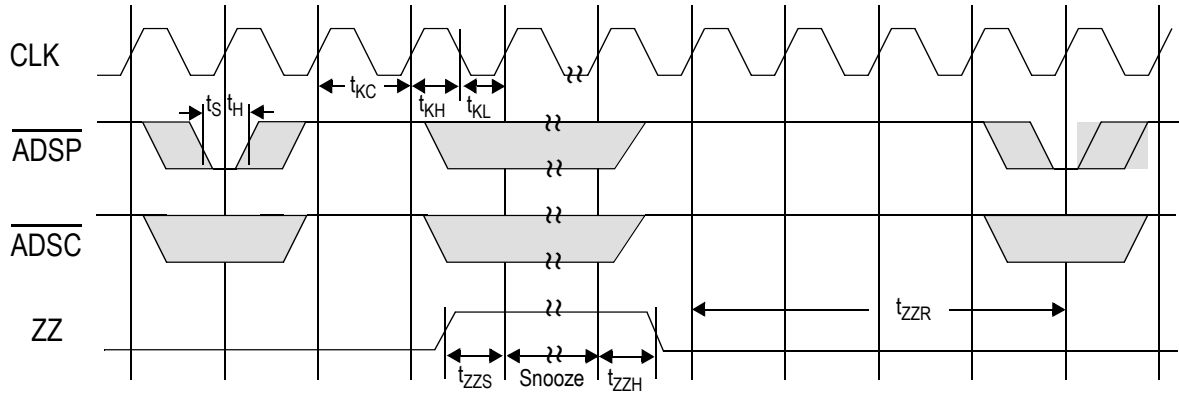 CLK
tKC
tKH
tKL
tS tH
ADSP
ADSC
ZZ
tZZR
tZZS
Snooze
tZZH